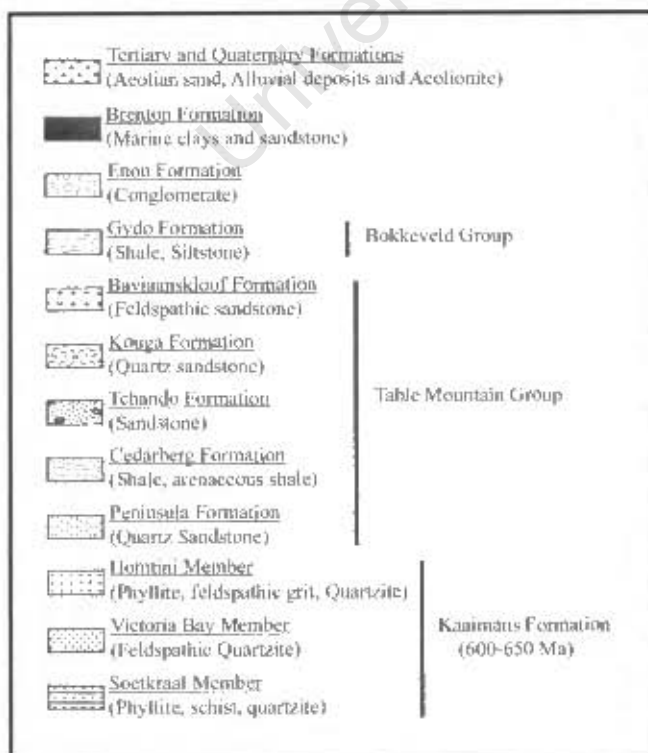 Univer
Tertiary and Quaternary Formations
(Aeolian sand, Alluvial deposits and Aeolionite)
Brenton Formation
(Marine clays and sandstone)
Enon Formation
(Conglomerate)
Gydo Formation
(Shale, Siltstone)
Bokkeveld Group
Baviaanskloof Formation
(Feldspathic sandstone)
Kouga Formation
(Quartz sandstone)
Tchando Formation
(Sandstone)
Table Mountain Group
Cedarberg Formation
(Shale, arenaceous shale)
Peninsula Formation
(Quartz Sandstone)
Homtini Member
(Phyllite, feldspathic grit, Quartzite)
Victoria Bay Member
(Feldspathic Quartzite)
Kaaimans Formation
(600-650 Ma)
Soetkraal Member
(Phyllite, schist, quartzite)